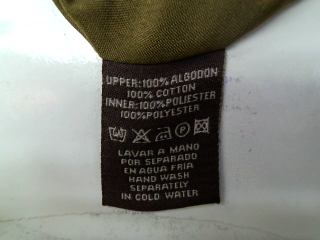 UPPER:100% ALGODON
100% COTTON
INNER:100%POLIESTER
100%POLYESTER
LAVAR A MANO
POR SEPARADO
EN AGUA FRIA
HAND WASH
SEPARATELY
IN COLD WATER